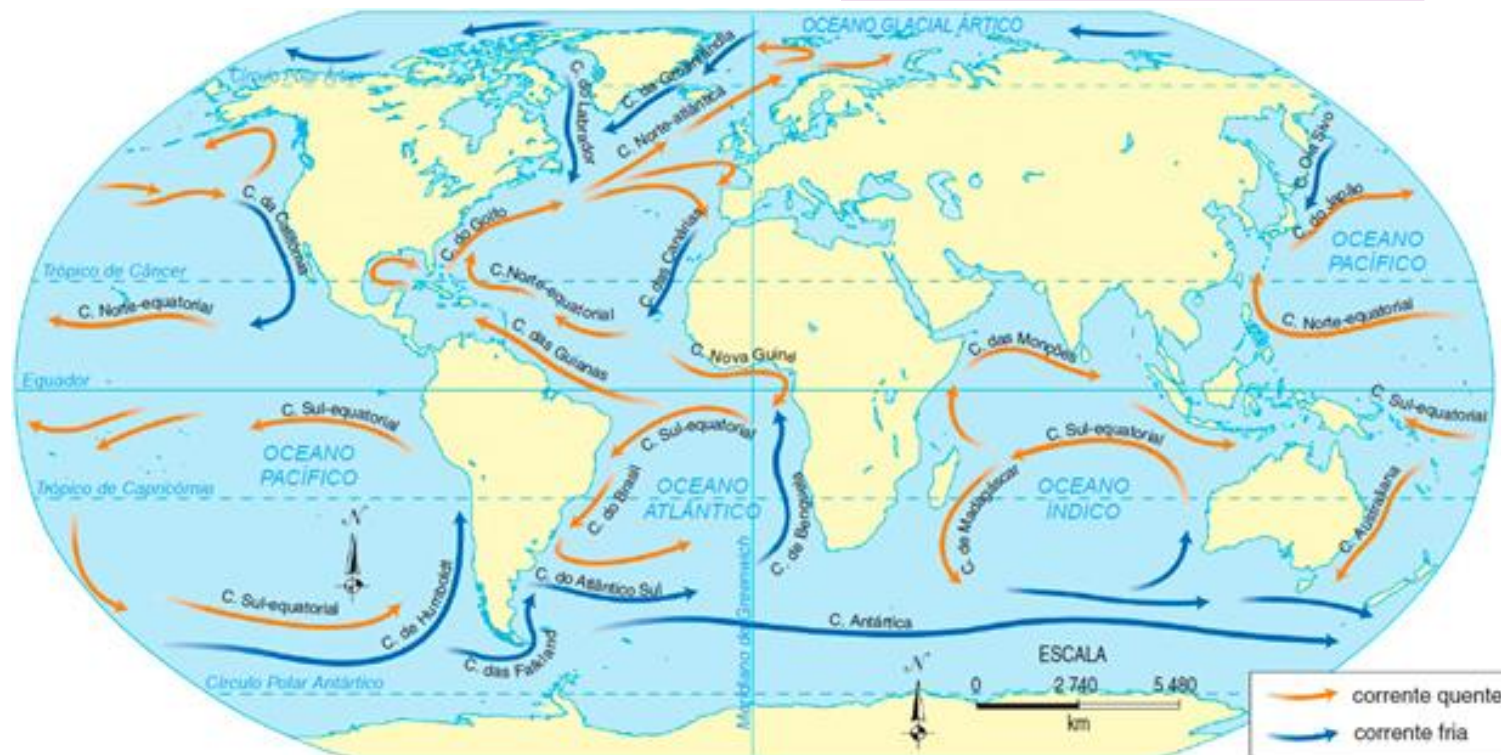 OCEANO GLACIAL ÁRTICO
Círculo Polar Ártico
C. da Groenlândia
C. do Labrador
C. Norte-atlântica
C. Oia Sivo
C. da Califórnia
C. do Golfo
C. das Canárias
C. do Japão
OCEANO
PACÍFICO
Trópico de Câncer
C. Norte-equatorial
C. Norte-equatorial
C. Norte-equatorial
C. das Guianas
C. Nova Guiné
C. das Monções
Equador
C. Sul-equatorial
C. Sul-equatorial
C. Sul-equatorial
C. Sul-equatorial
OCEANO
PACÍFICO
Trópico de Capricórnio
C. do Brasil
OCEANO
ATLÂNTICO
C. de Benguela
C. de Madagáscar
OCEANO
ÍNDICO
C. Australiana
N
Meridiano de Greenwich
C. do Atlântico Sul
C. Sul-equatorial
C. de Humboldt
C. das Falkland
C. Antártica
Círculo Polar Antártico
N
ESCALA
0 2 740 5 480
km
corrente quente
corrente fria